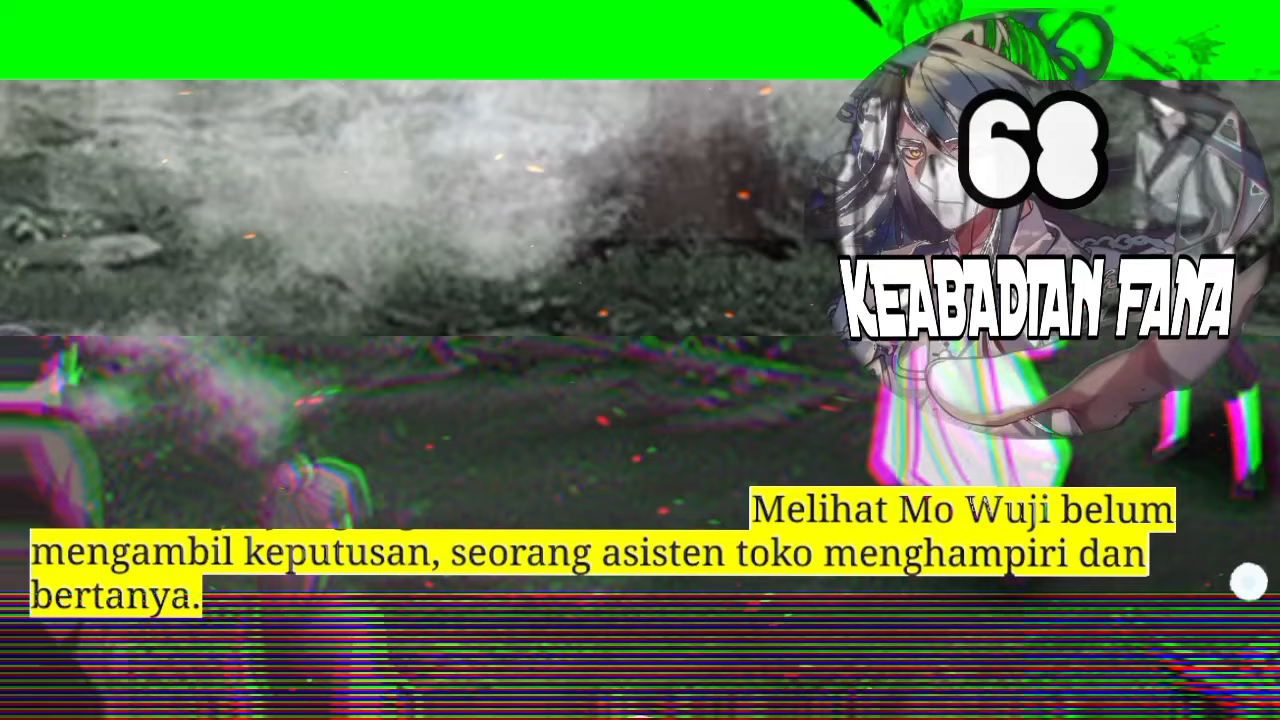 68
KEABADIAN FANA
Melihat Mo Wuji belum
mengambil keputusan, seorang asisten toko menghampiri dan
bertanya.